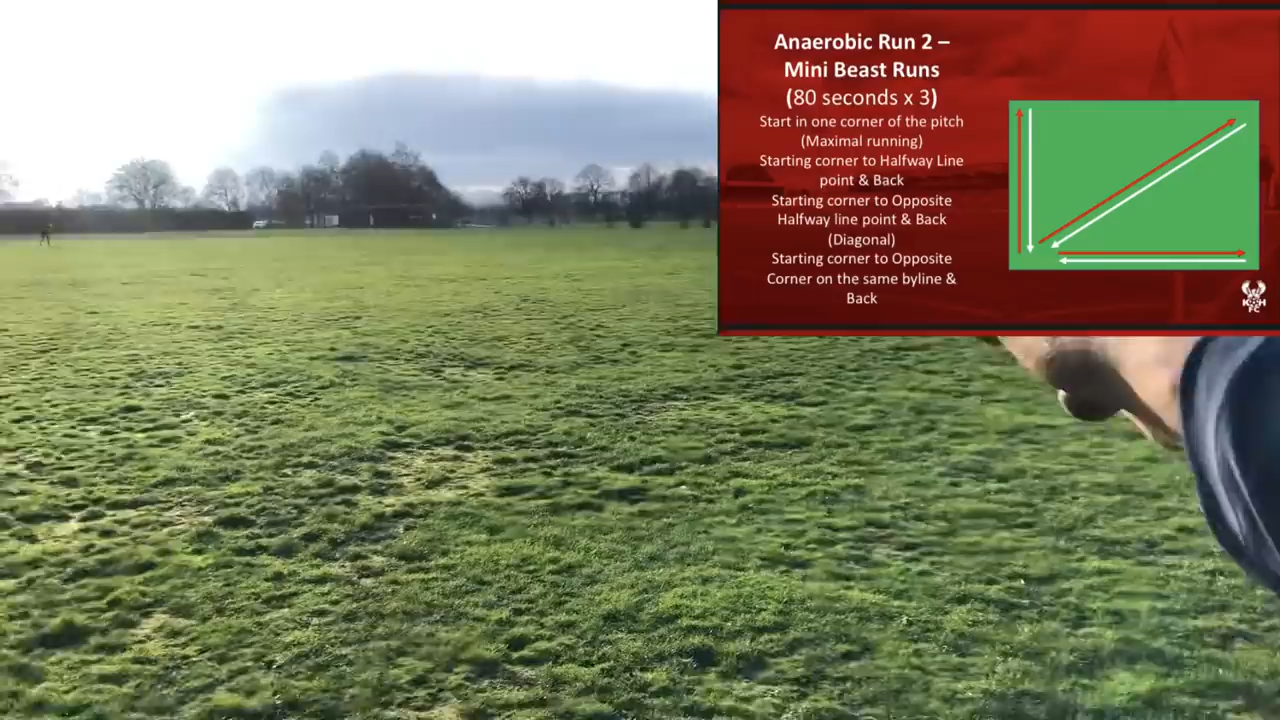 Anaerobic Run 2 –
Mini Beast Runs
(80 seconds x 3)
Start in one corner of the pitch
(Maximal running)
Starting corner to Halfway Line
point & Back
Starting corner to Opposite
Halfway line point & Back
(Diagonal)
Starting corner to Opposite
Corner on the same byline &
Back
K H
FC